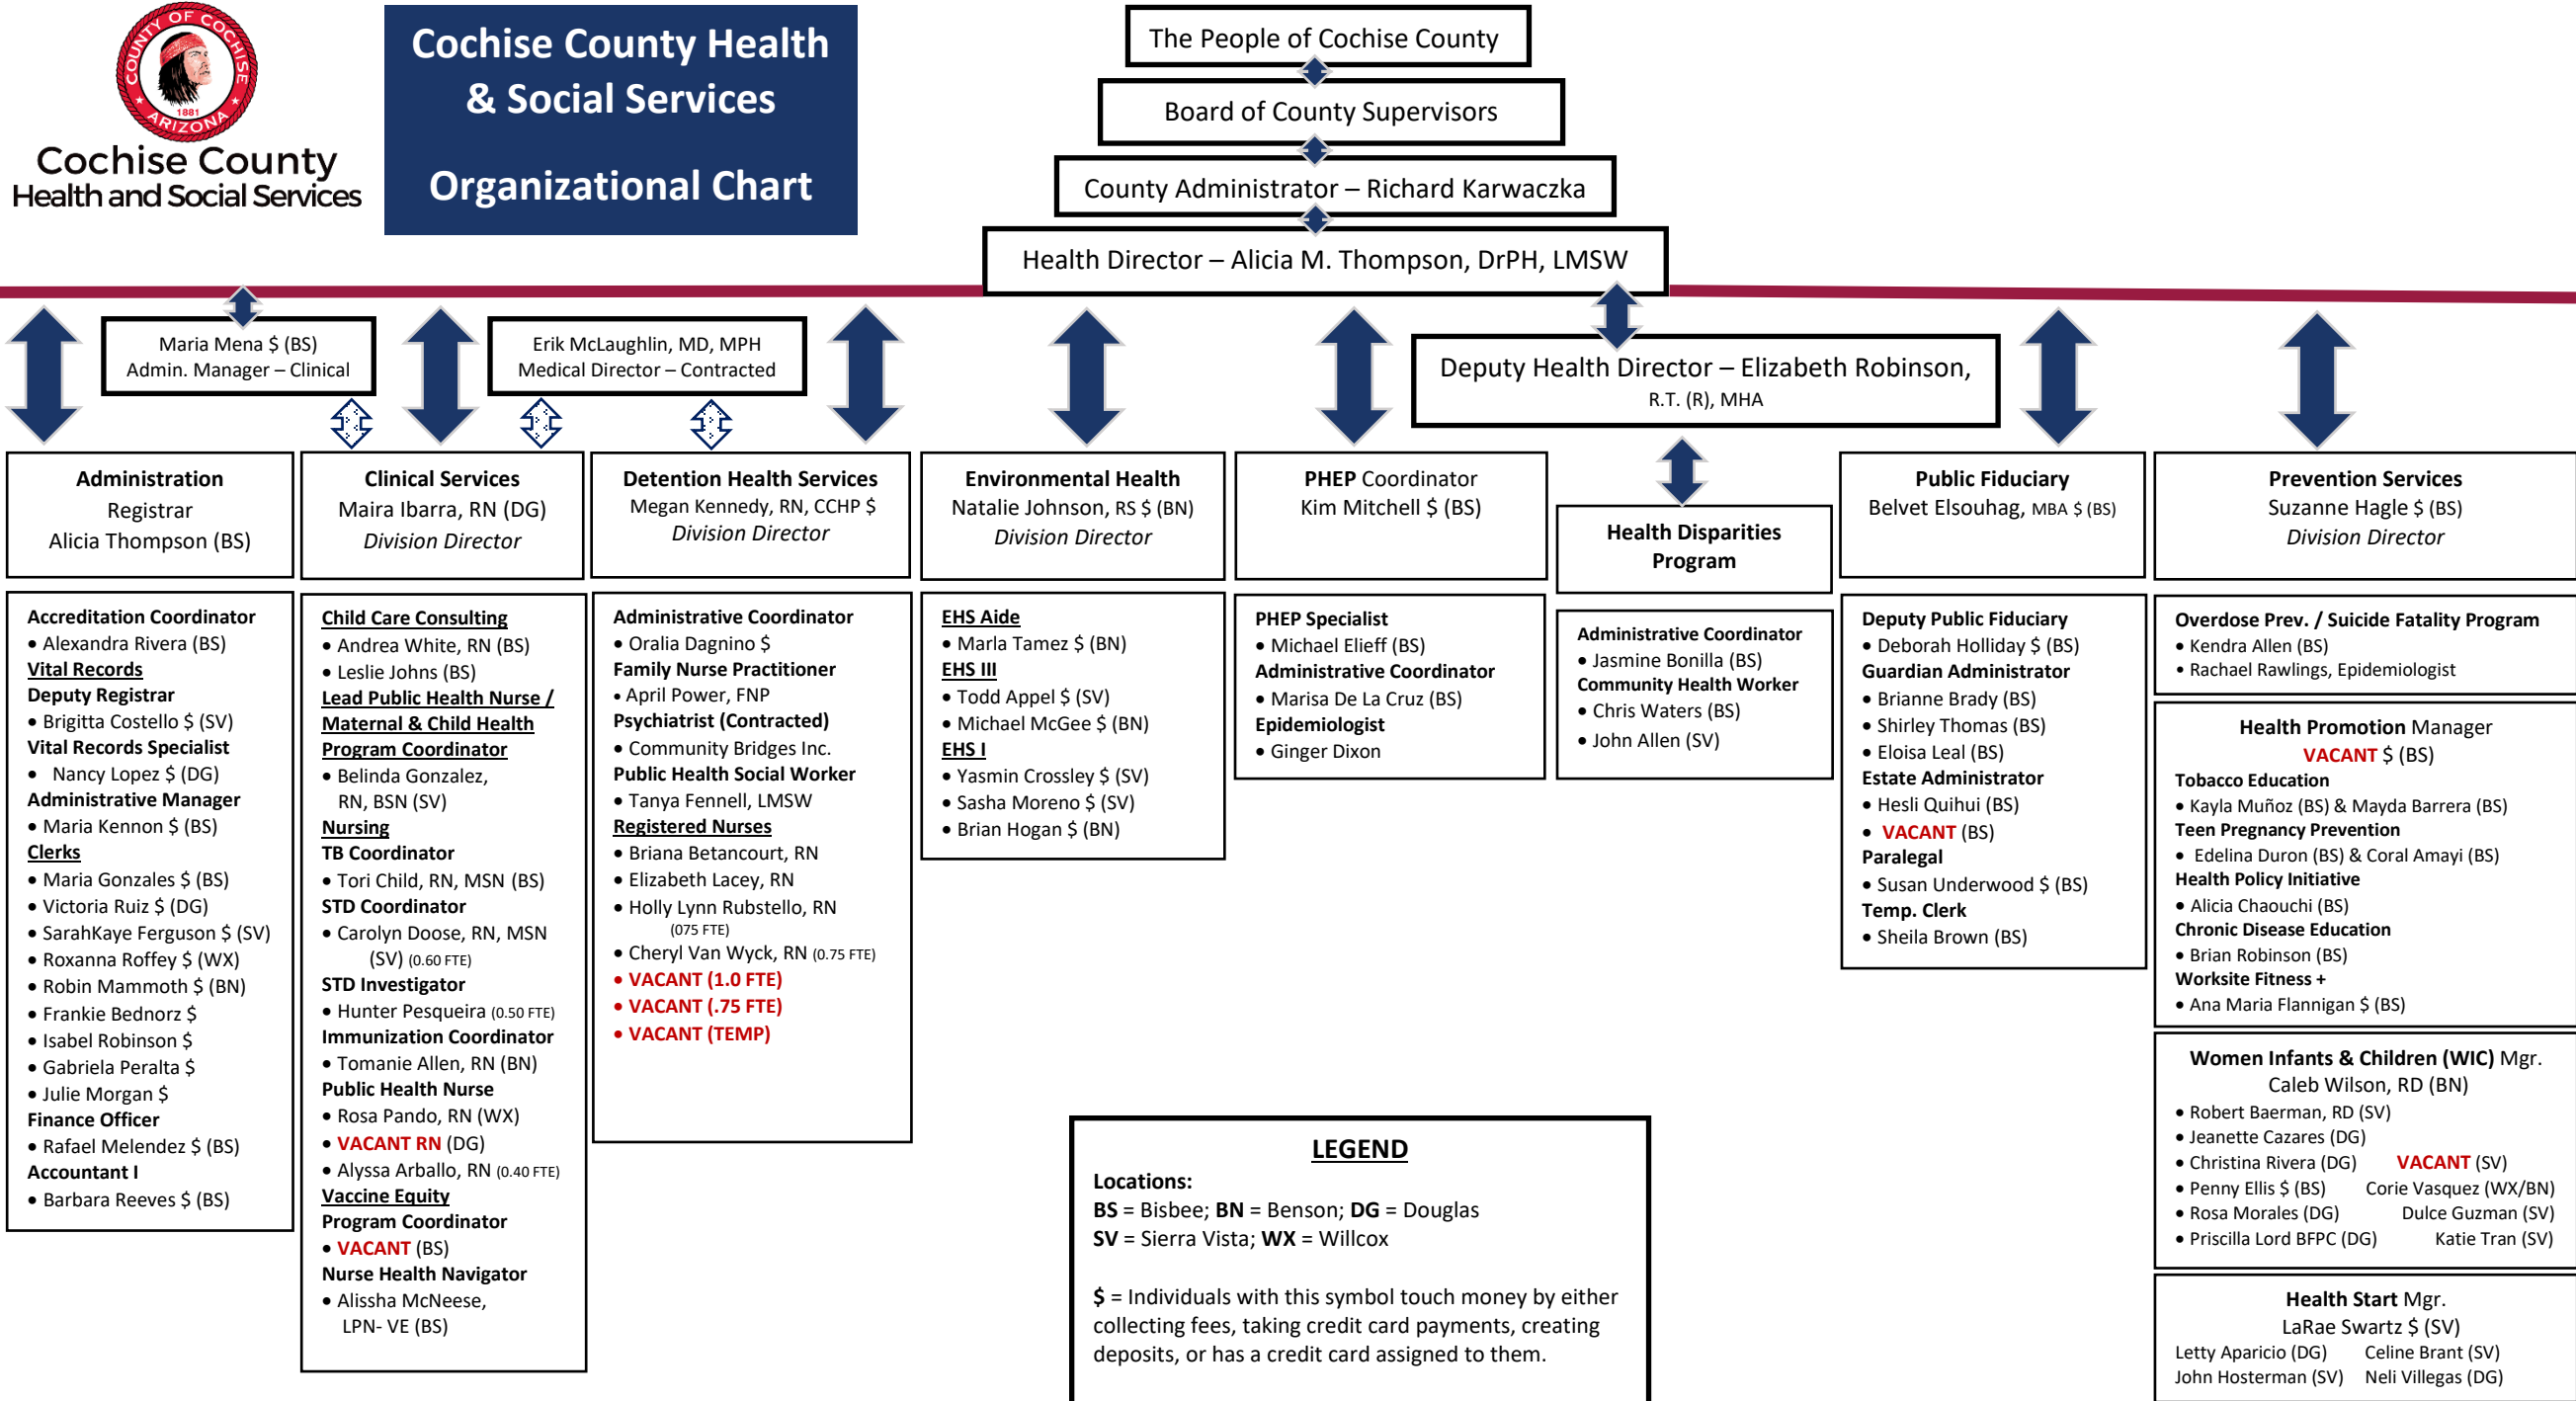 COUNTY OF COCHISE
1881
ARIZONA
Cochise County
Health and Social Services
Cochise County Health
& Social Services
Organizational Chart
The People of Cochise County
Board of County Supervisors
County Administrator – Richard Karwaczka
Health Director – Alicia M. Thompson, DrPH, LMSW
Maria Mena $ (BS)
Admin. Manager – Clinical
Erik McLaughlin, MD, MPH
Medical Director – Contracted
Deputy Health Director – Elizabeth Robinson,
R.T. (R), MHA
Administration
Registrar
Alicia Thompson (BS)
Accreditation Coordinator
• Alexandra Rivera (BS)
Vital Records
Deputy Registrar
• Brigitta Costello $ (SV)
Vital Records Specialist
• Nancy Lopez $ (DG)
Administrative Manager
• Maria Kennon $ (BS)
Clerks
• Maria Gonzales $ (BS)
• Victoria Ruiz $ (DG)
• SarahKaye Ferguson $ (SV)
• Roxanna Roffey $ (WX)
• Robin Mammoth $ (BN)
• Frankie Bednorz $
• Isabel Robinson $
• Gabriela Peralta $
• Julie Morgan $
Finance Officer
• Rafael Melendez $ (BS)
Accountant I
• Barbara Reeves $ (BS)
Clinical Services
Maira Ibarra, RN (DG)
Division Director
Child Care Consulting
• Andrea White, RN (BS)
• Leslie Johns (BS)
Lead Public Health Nurse /
Maternal & Child Health
Program Coordinator
• Belinda Gonzalez,
RN, BSN (SV)
Nursing
TB Coordinator
• Tori Child, RN, MSN (BS)
STD Coordinator
• Carolyn Doose, RN, MSN
(SV) (0.60 FTE)
STD Investigator
• Hunter Pesqueira (0.50 FTE)
Immunization Coordinator
• Tomanie Allen, RN (BN)
Public Health Nurse
• Rosa Pando, RN (WX)
• VACANT RN (DG)
• Alyssa Arballo, RN (0.40 FTE)
Vaccine Equity
Program Coordinator
• VACANT (BS)
Nurse Health Navigator
• Alissha McNeese,
LPN- VE (BS)
Detention Health Services
Megan Kennedy, RN, CCHP $
Division Director
Administrative Coordinator
• Oralia Dagnino $
Family Nurse Practitioner
• April Power, FNP
Psychiatrist (Contracted)
• Community Bridges Inc.
Public Health Social Worker
• Tanya Fennell, LMSW
Registered Nurses
• Briana Betancourt, RN
• Elizabeth Lacey, RN
• Holly Lynn Rubstello, RN
(075 FTE)
• Cheryl Van Wyck, RN (0.75 FTE)
• VACANT (1.0 FTE)
• VACANT (.75 FTE)
• VACANT (TEMP)
Environmental Health
Natalie Johnson, RS $ (BN)
Division Director
EHS Aide
• Marla Tamez $ (BN)
EHS III
• Todd Appel $ (SV)
• Michael McGee $ (BN)
EHS I
• Yasmin Crossley $ (SV)
• Sasha Moreno $ (SV)
• Brian Hogan $ (BN)
PHEP Coordinator
Kim Mitchell $ (BS)
PHEP Specialist
• Michael Elieff (BS)
Administrative Coordinator
• Marisa De La Cruz (BS)
Epidemiologist
• Ginger Dixon
Health Disparities
Program
Administrative Coordinator
• Jasmine Bonilla (BS)
Community Health Worker
• Chris Waters (BS)
• John Allen (SV)
Public Fiduciary
Belvet Elsouhag, MBA $ (BS)
Deputy Public Fiduciary
• Deborah Holliday $ (BS)
Guardian Administrator
• Brianne Brady (BS)
• Shirley Thomas (BS)
• Eloisa Leal (BS)
Estate Administrator
• Hesli Quihui (BS)
• VACANT (BS)
Paralegal
• Susan Underwood $ (BS)
Temp. Clerk
• Sheila Brown (BS)
Prevention Services
Suzanne Hagle $ (BS)
Division Director
Overdose Prev. / Suicide Fatality Program
• Kendra Allen (BS)
• Rachael Rawlings, Epidemiologist
Health Promotion Manager
VACANT $ (BS)
Tobacco Education
• Kayla Muñoz (BS) & Mayda Barrera (BS)
Teen Pregnancy Prevention
• Edelina Duron (BS) & Coral Amayi (BS)
Health Policy Initiative
• Alicia Chaouchi (BS)
Chronic Disease Education
• Brian Robinson (BS)
Worksite Fitness +
• Ana Maria Flannigan $ (BS)
Women Infants & Children (WIC) Mgr.
Caleb Wilson, RD (BN)
• Robert Baerman, RD (SV)
• Jeanette Cazares (DG)
• Christina Rivera (DG) VACANT (SV)
• Penny Ellis $ (BS) Corie Vasquez (WX/BN)
• Rosa Morales (DG) Dulce Guzman (SV)
• Priscilla Lord BFPC (DG) Katie Tran (SV)
Health Start Mgr.
LaRae Swartz $ (SV)
Letty Aparicio (DG) Celine Brant (SV)
John Hosterman (SV) Neli Villegas (DG)
LEGEND
Locations:
BS = Bisbee; BN = Benson; DG = Douglas
SV = Sierra Vista; WX = Willcox
$ = Individuals with this symbol touch money by either
collecting fees, taking credit card payments, creating
deposits, or has a credit card assigned to them.